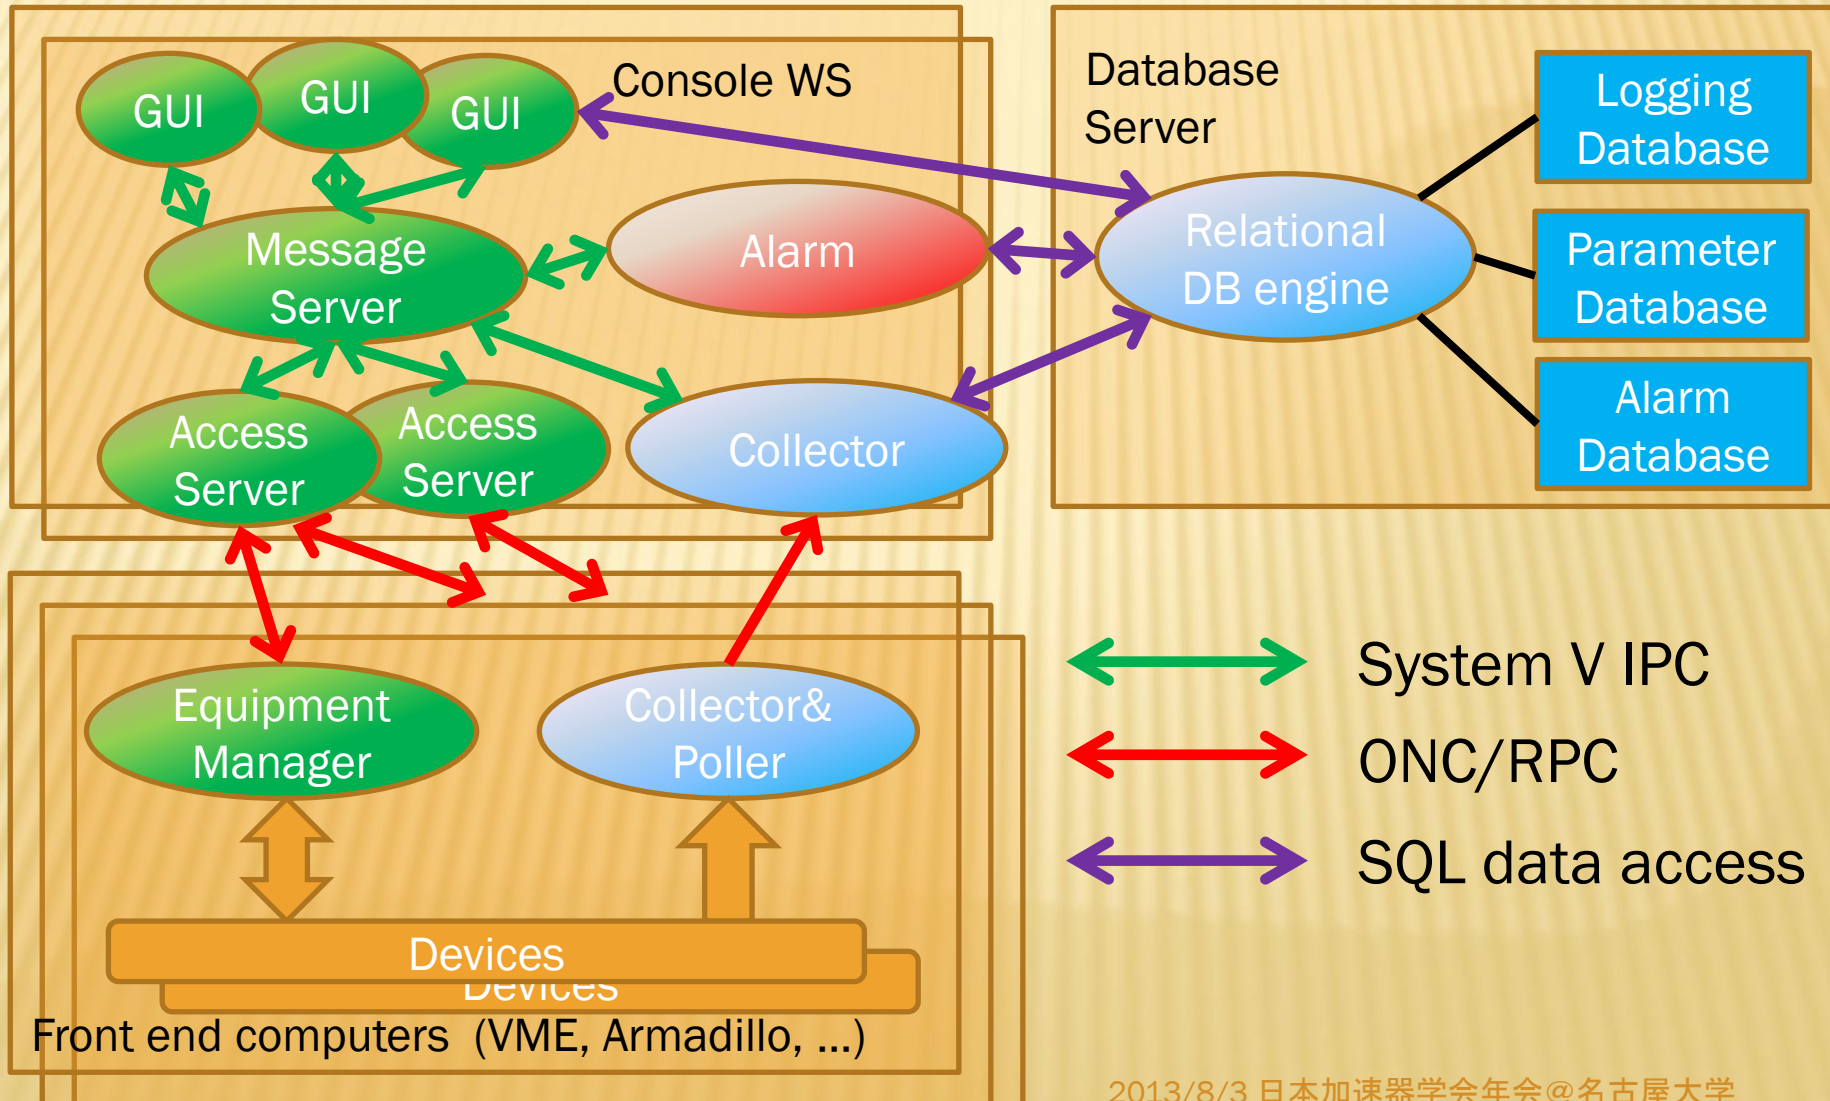 GUI
GUI
GUI
Console WS
Message
Server
Alarm
Access
Server
Access
Server
Collector
Database
Server
Relational
DB engine
Logging
Database
Parameter
Database
Alarm
Database
Equipment
Manager
Collector&
Poller
Devices
Devices
Front end computers (VME, Armadillo, ...)
System V IPC
ONC/RPC
SQL data access
2013/8/3 日本加速器学会年会@名古屋大学